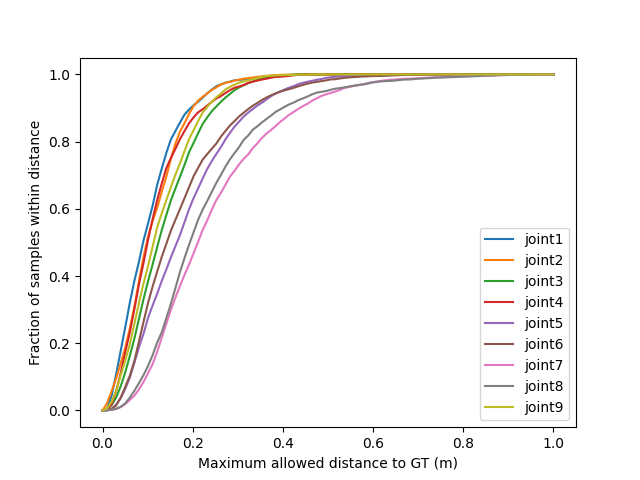 1.0
0.8
0.6
0.4
0.2
0.0
Fraction of samples within distance
0.0 0.2 0.4 0.6 0.8 1.0
Maximum allowed distance to GT (m)
joint1
joint2
joint3
joint4
joint5
joint6
joint7
joint8
joint9